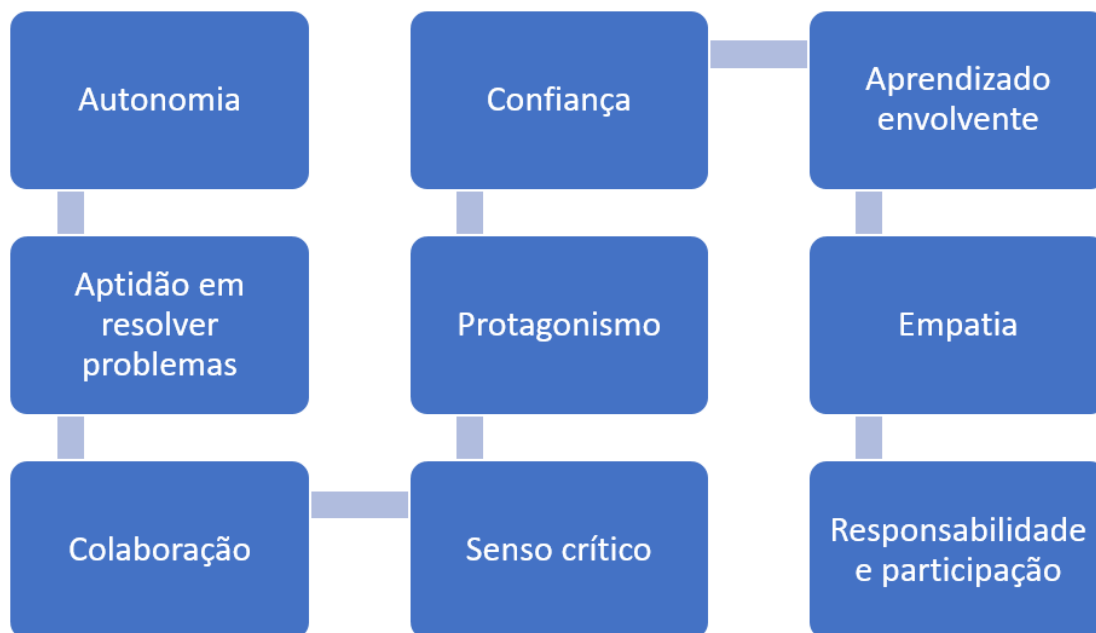 Autonomia
Aptidão em
resolver
problemas
Colaboração
Senso crítico
Protagonismo
Confiança
Aprendizado
envolvente
Empatia
Responsabilidade
e participação